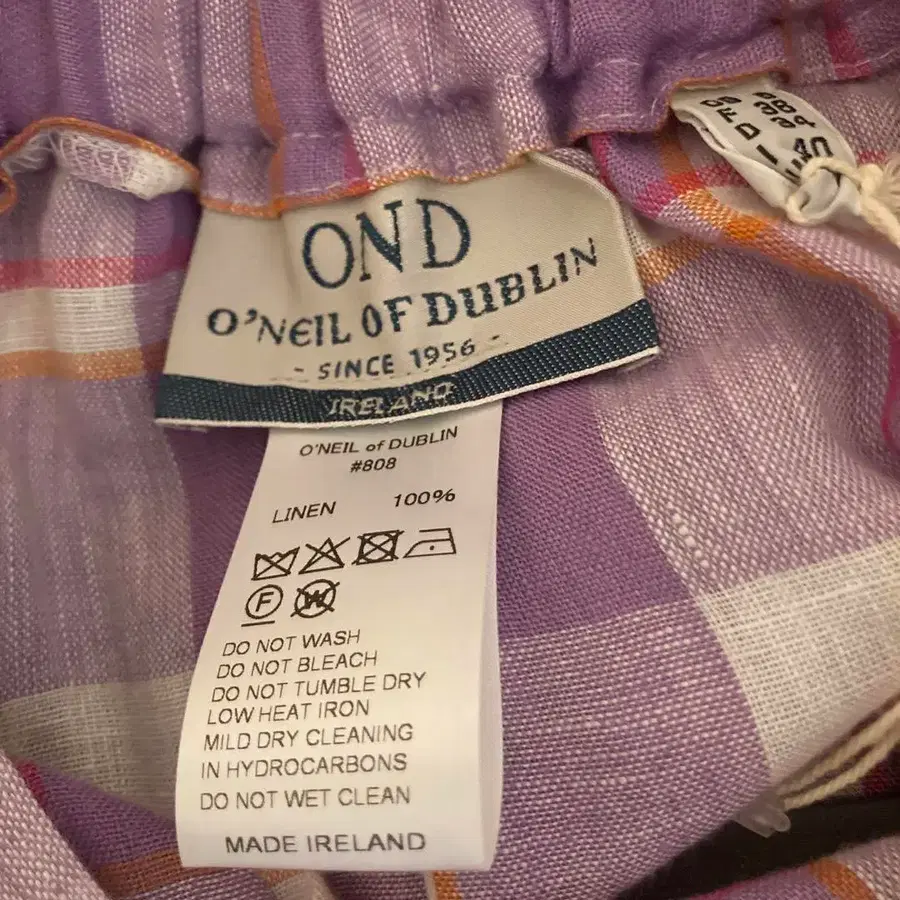 OND
O'NEIL OF DUBLIN
- SINCE 1956 -
IRELAND
O'NEIL of DUBLIN
#808
LINEN 100%
F W
DO NOT WASH
DO NOT BLEACH
DO NOT TUMBLE DRY
LOW HEAT IRON
MILD DRY CLEANING
IN HYDROCARBONS
DO NOT WET CLEAN
MADE IRELAND
40